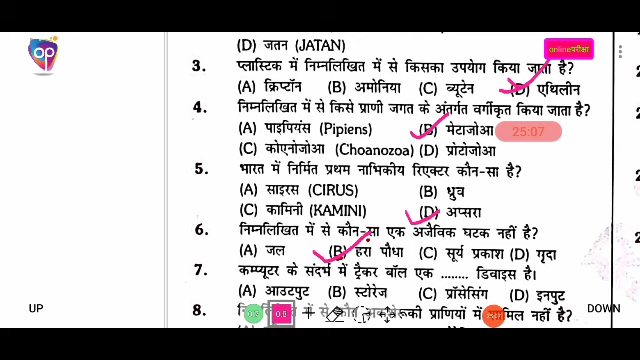 (D) जतन (JATAN)
onlineपरीक्षा
3. प्लास्टिक में निम्नलिखित में से किसका उपयोग किया जाता है?
(A) क्रिप्टॉन (B) अमोनिया (C) ब्यूटेन (D) एथिलीन
4. निम्नलिखित में से किसे प्राणी जगत के अंतर्गत वर्गीकृत किया जाता है?
(A) पाइपियंस (Pipiens) (B) मेटाजोआ 25:07
(C) कोएनोजोआ (Choanozoa) (D) प्रोटोजोआ
5. भारत में निर्मित प्रथम नाभिकीय रिएक्टर कौन-सा है?
(A) साइरस (CIRUS) (B) ध्रुव
(C) कामिनी (KAMINI) (D) अप्सरा
6. निम्नलिखित में से कौन-सा एक अजैविक घटक नहीं है?
(A) जल (B) हरा पौधा (C) सूर्य प्रकाश (D) मृदा
7. कम्प्यूटर के संदर्भ में ट्रैकर बॉल एक ........ डिवाइस है।
(A) आउटपुट (B) स्टोरेज (C) प्रॉसेसिंग (D) इनपुट
UP DOWN
8. में से कौन प्राणियों में शामिल नहीं है?